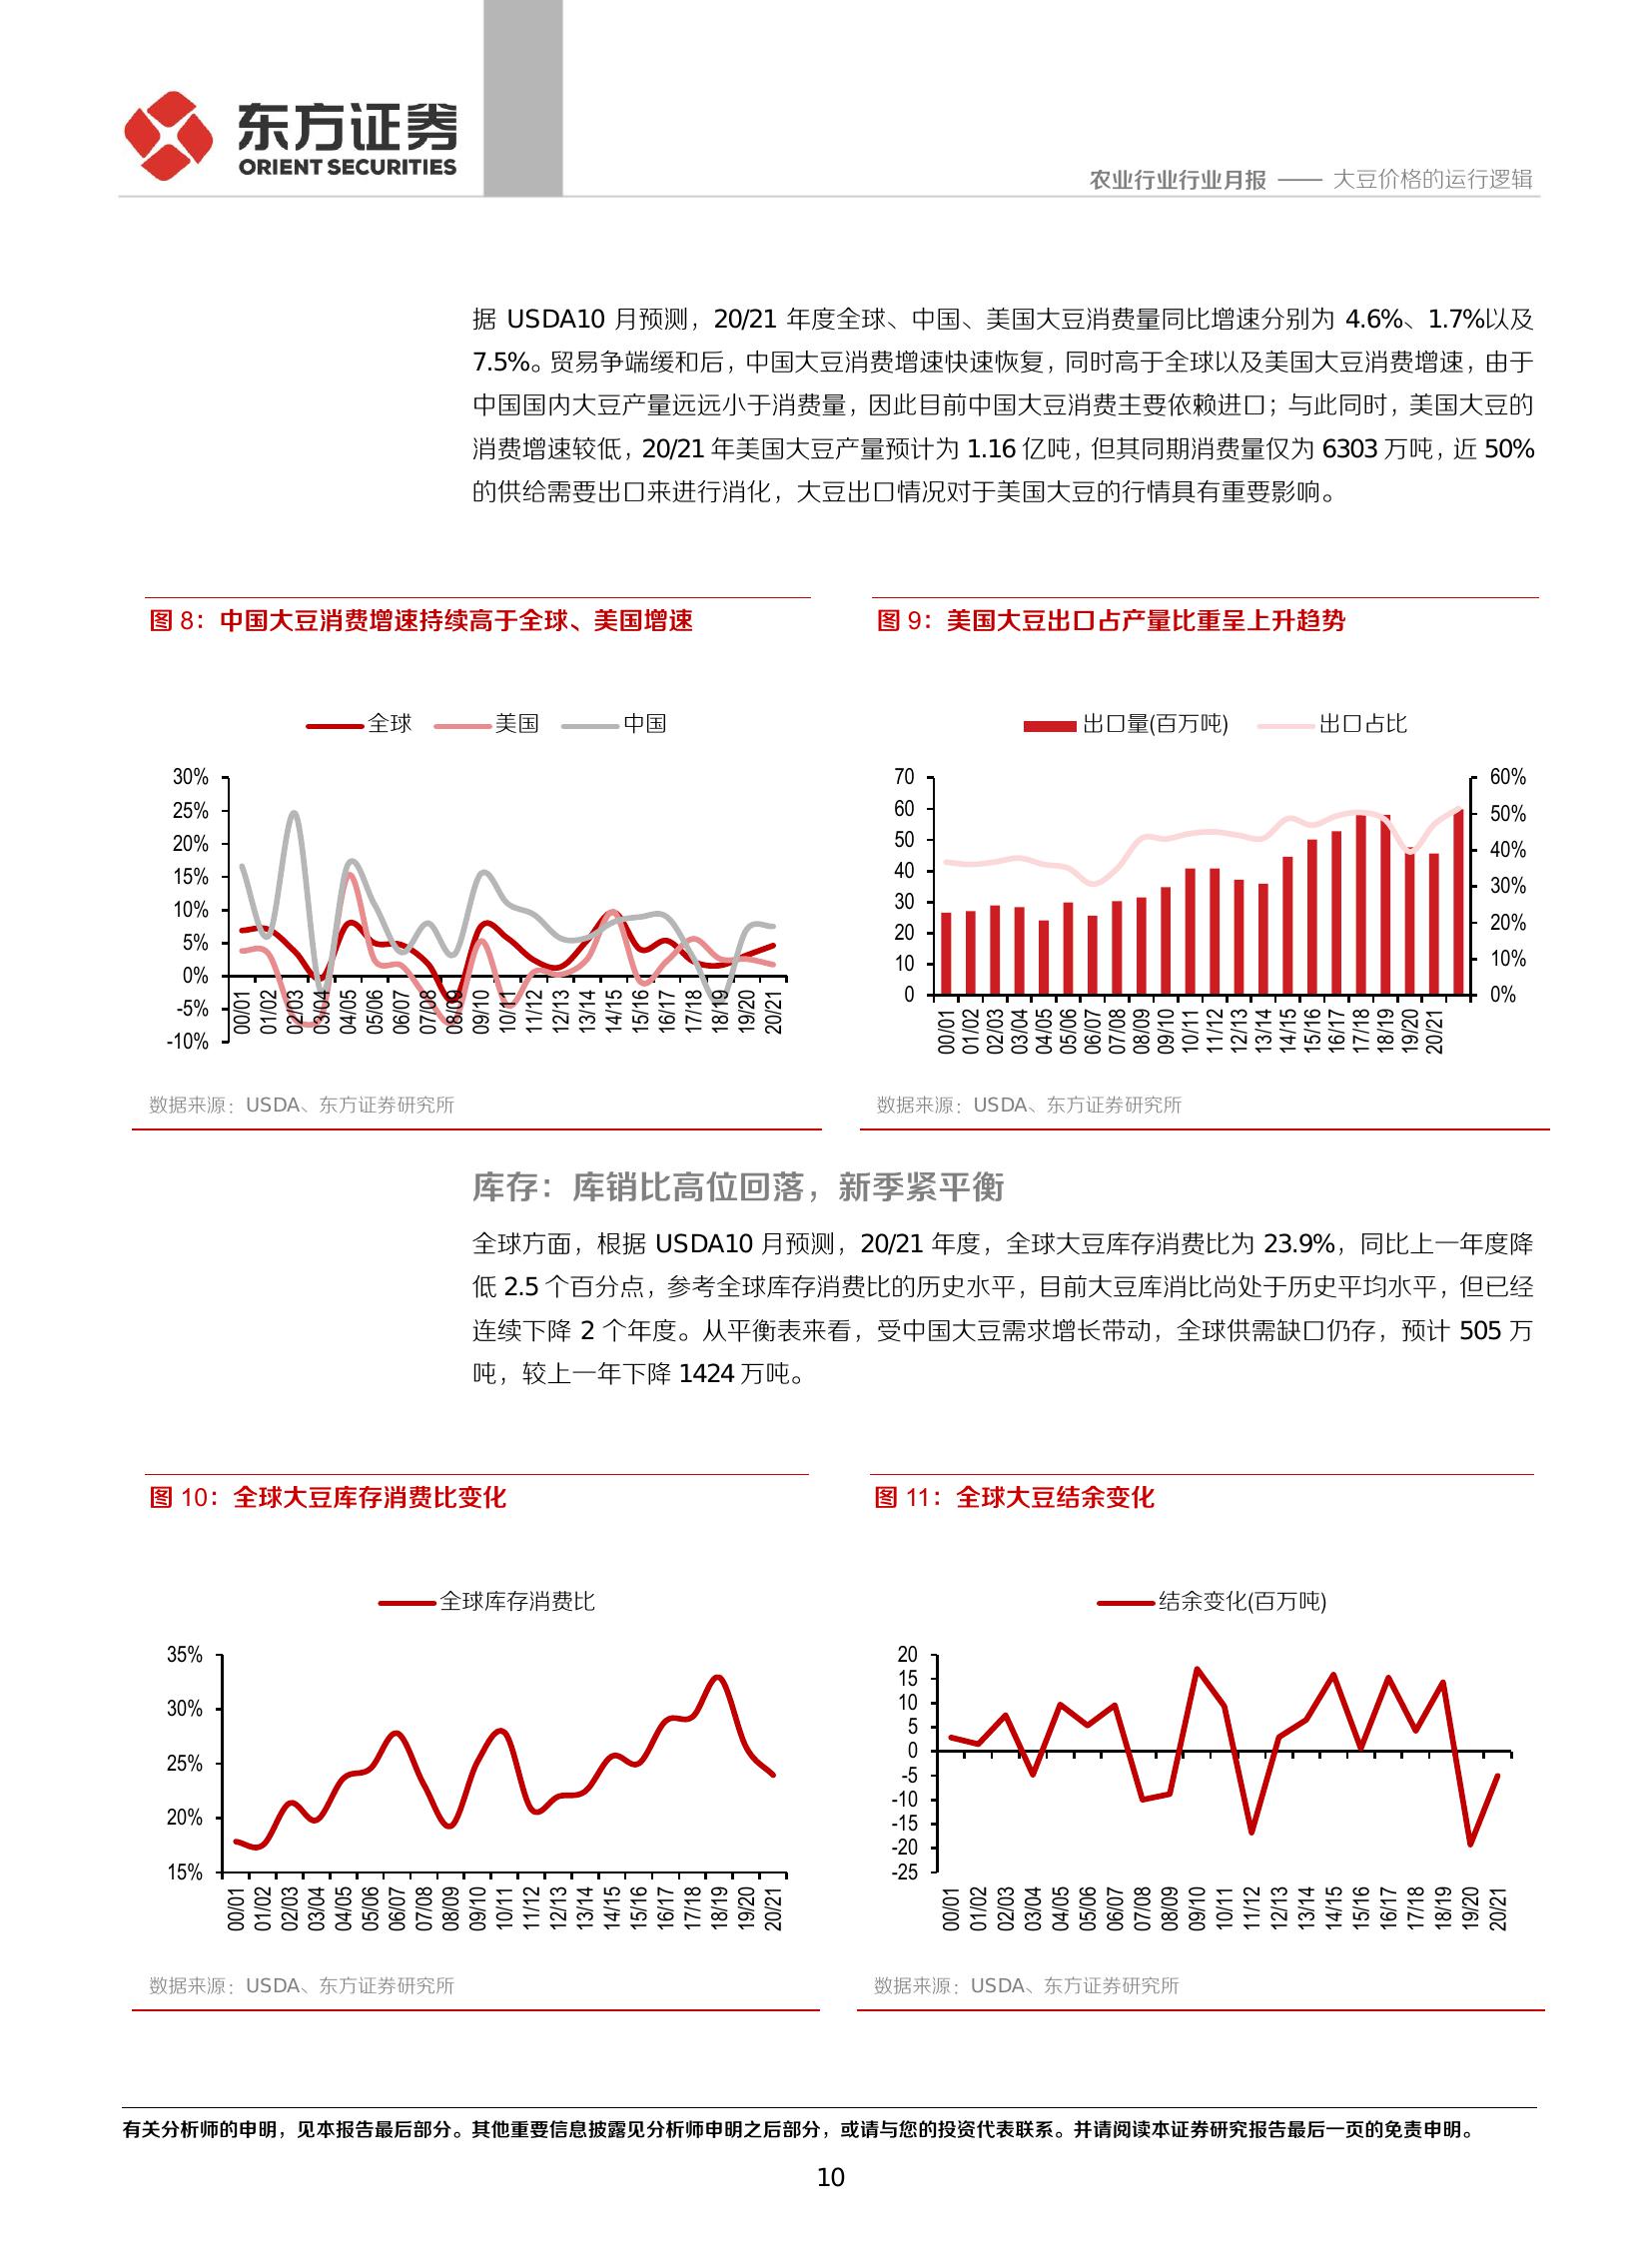 东方证券
ORIENT SECURITIES
农业行业行业月报 —— 大豆价格的运行逻辑
据 USDA10 月预测，20/21 年度全球、中国、美国大豆消费量同比增速分别为 4.6%、1.7%以及
7.5%。贸易争端缓和后，中国大豆消费增速快速恢复，同时高于全球以及美国大豆消费增速，由于
中国国内大豆产量远远小于消费量，因此目前中国大豆消费主要依赖进口；与此同时，美国大豆的
消费增速较低，20/21 年美国大豆产量预计为 1.16 亿吨，但其同期消费量仅为 6303 万吨，近 50%
的供给需要出口来进行消化，大豆出口情况对于美国大豆的行情具有重要影响。
图 8：中国大豆消费增速持续高于全球、美国增速
全球 美国 中国
30%
25%
20%
15%
10%
5%
0%
-5%
-10%
00/01 01/02 02/03 03/04 04/05 05/06 06/07 07/08 08/09 09/10 10/11 11/12 12/13 13/14 14/15 15/16 16/17 17/18 18/19 19/20 20/21
数据来源：USDA、东方证券研究所
图 9：美国大豆出口占产量比重呈上升趋势
出口量(百万吨) 出口占比
70
60
50
40
30
20
10
0
60%
50%
40%
30%
20%
10%
0%
00/01 01/02 02/03 03/04 04/05 05/06 06/07 07/08 08/09 09/10 10/11 11/12 12/13 13/14 14/15 15/16 16/17 17/18 18/19 19/20 20/21
数据来源：USDA、东方证券研究所
库存：库销比高位回落，新季紧平衡
全球方面，根据 USDA10 月预测，20/21 年度，全球大豆库存消费比为 23.9%，同比上一年度降
低 2.5 个百分点，参考全球库存消费比的历史水平，目前大豆库消比尚处于历史平均水平，但已经
连续下降 2 个年度。从平衡表来看，受中国大豆需求增长带动，全球供需缺口仍存，预计 505 万
吨，较上一年下降 1424 万吨。
图 10：全球大豆库存消费比变化
全球库存消费比
35%
30%
25%
20%
15%
00/01 01/02 02/03 03/04 04/05 05/06 06/07 07/08 08/09 09/10 10/11 11/12 12/13 13/14 14/15 15/16 16/17 17/18 18/19 19/20 20/21
数据来源：USDA、东方证券研究所
图 11：全球大豆结余变化
结余变化(百万吨)
20
15
10
5
0
-5
-10
-15
-20
-25
00/01 01/02 02/03 03/04 04/05 05/06 06/07 07/08 08/09 09/10 10/11 11/12 12/13 13/14 14/15 15/16 16/17 17/18 18/19 19/20 20/21
数据来源：USDA、东方证券研究所
有关分析师的申明，见本报告最后部分。其他重要信息披露见分析师申明之后部分，或请与您的投资代表联系。并请阅读本证券研究报告最后一页的免责申明。
10